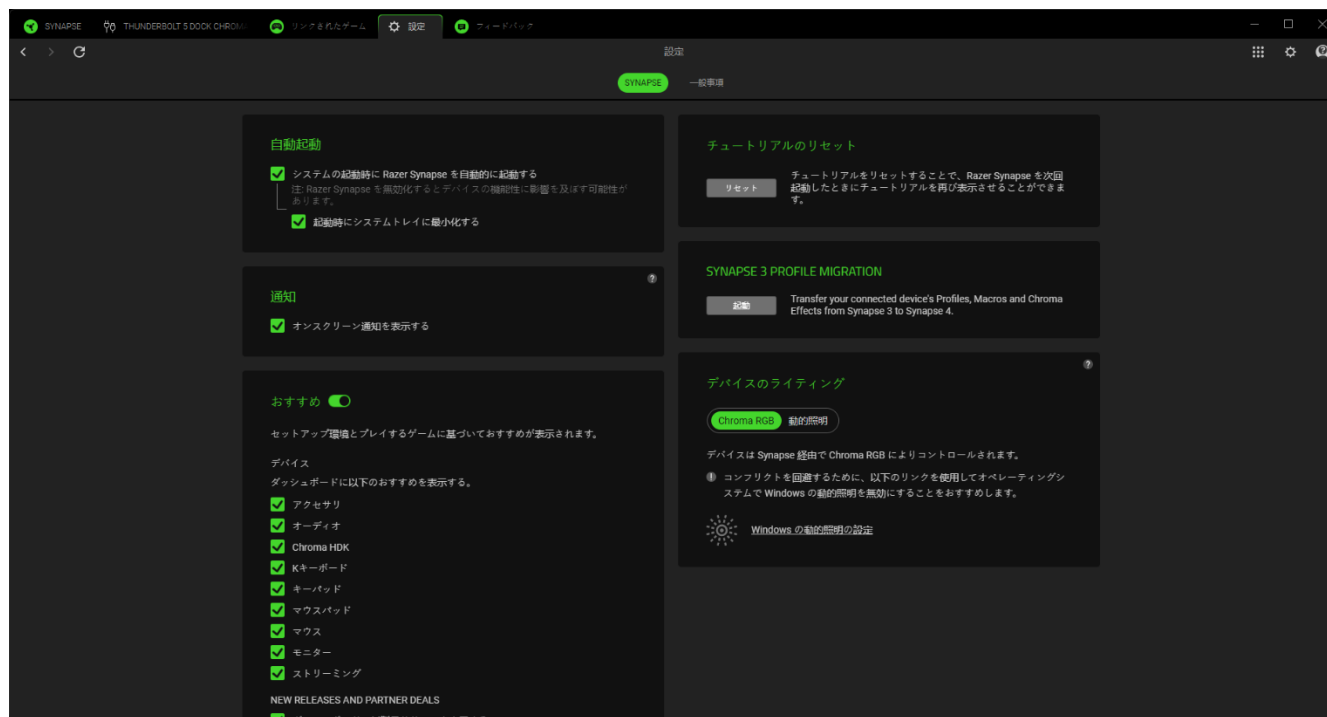 SYNAPSE
THUNDERBOLT 5 DOCK CHROMA
リンクされたゲーム
設定
フィードバック
設定
SYNAPSE
一般事項
自動起動
システムの起動時に Razer Synapse を自動的に起動する
注: Razer Synapse を無効化するとデバイスの機能性に影響を及ぼす可能性が
あります。
起動時にシステムトレイに最小化する
通知
オンスクリーン通知を表示する
おすすめ
セットアップ環境とプレイするゲームに基づいておすすめが表示されます。
デバイス
ダッシュボードに以下のおすすめを表示する。
アクセサリ
オーディオ
Chroma HDK
Kキーボード
キーパッド
マウスパッド
マウス
モニター
ストリーミング
NEW RELEASES AND PARTNER DEALS
チュートリアルのリセット
リセット
チュートリアルをリセットすることで、Razer Synapse を次回
起動したときにチュートリアルを再び表示させることができま
す。
SYNAPSE 3 PROFILE MIGRATION
起動
Transfer your connected device's Profiles, Macros and Chroma
Effects from Synapse 3 to Synapse 4.
デバイスのライティング
Chroma RGB
動的照明
デバイスは Synapse 経由で Chroma RGB によりコントロールされます。
コンフリクトを回避するために、以下のリンクを使用してオペレーティングシ
ステムで Windows の動的照明を無効にすることをおすすめします。
Windows の動的照明の設定